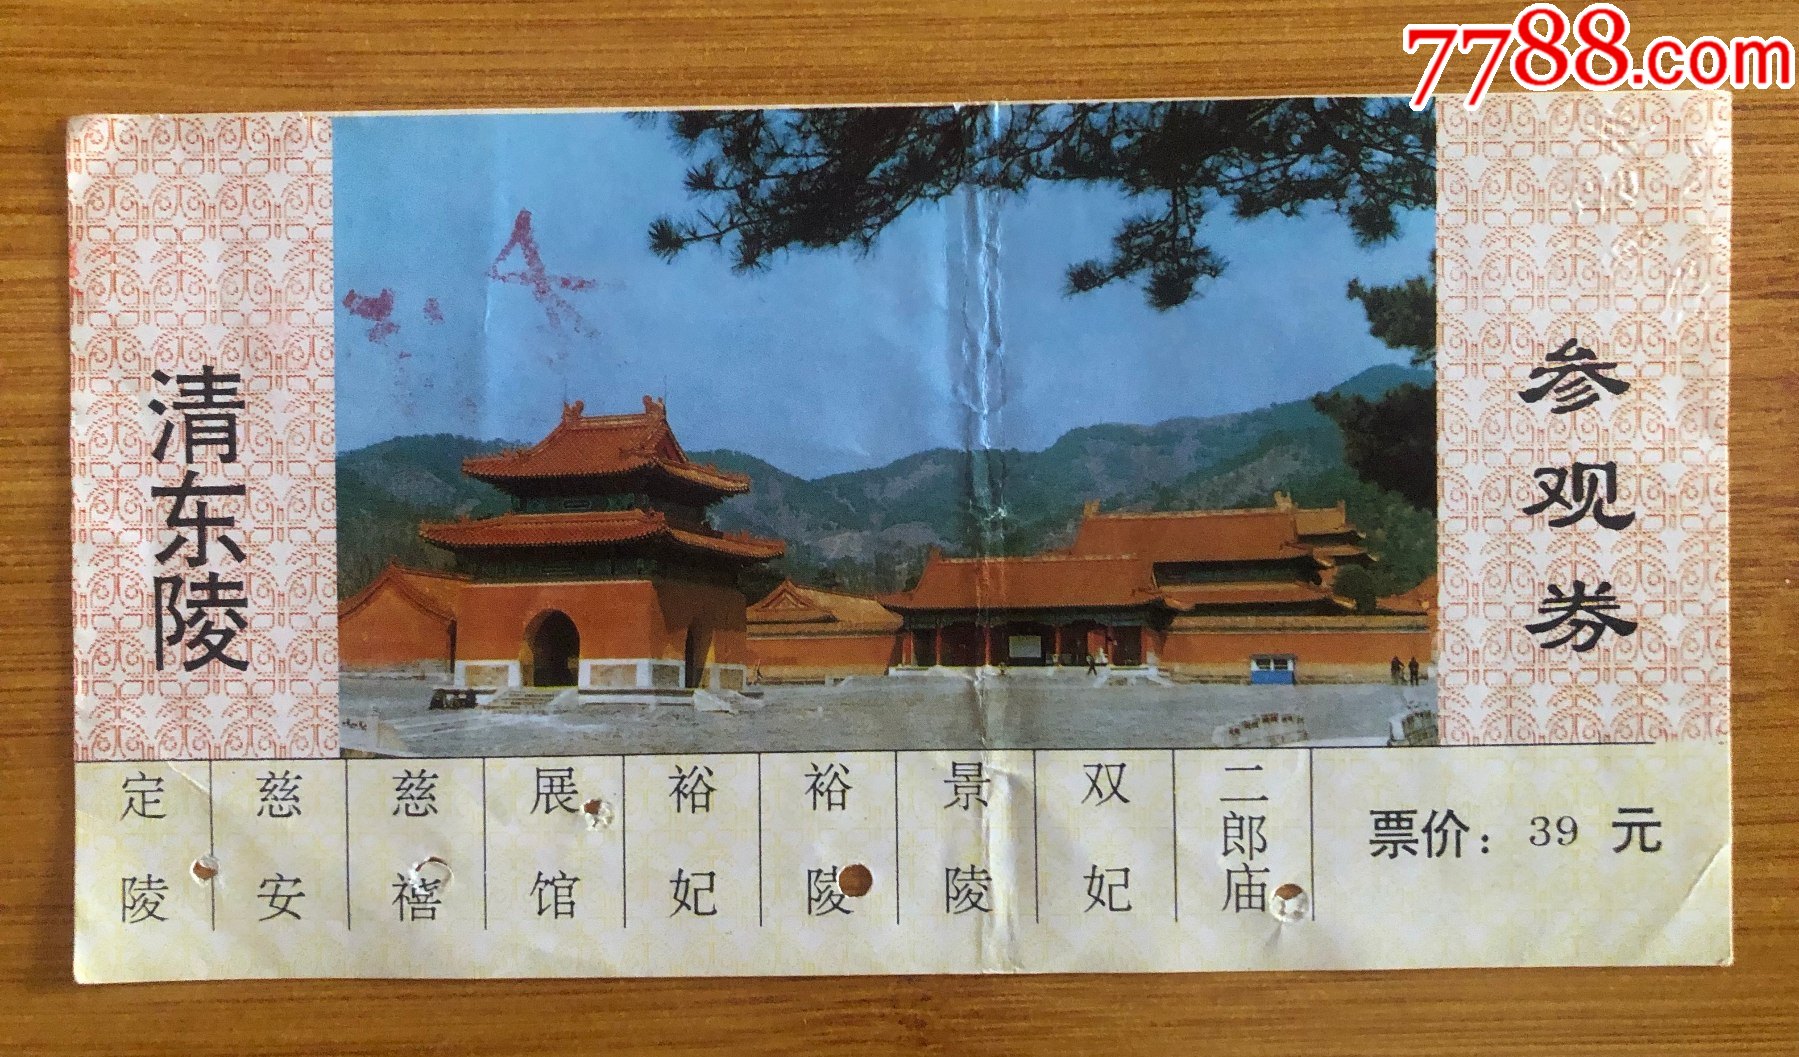 7788.com
清东陵
参观券
定陵
慈安
慈禧
展馆
裕妃
裕陵
景陵
双妃
二郎庙
票价：39 元